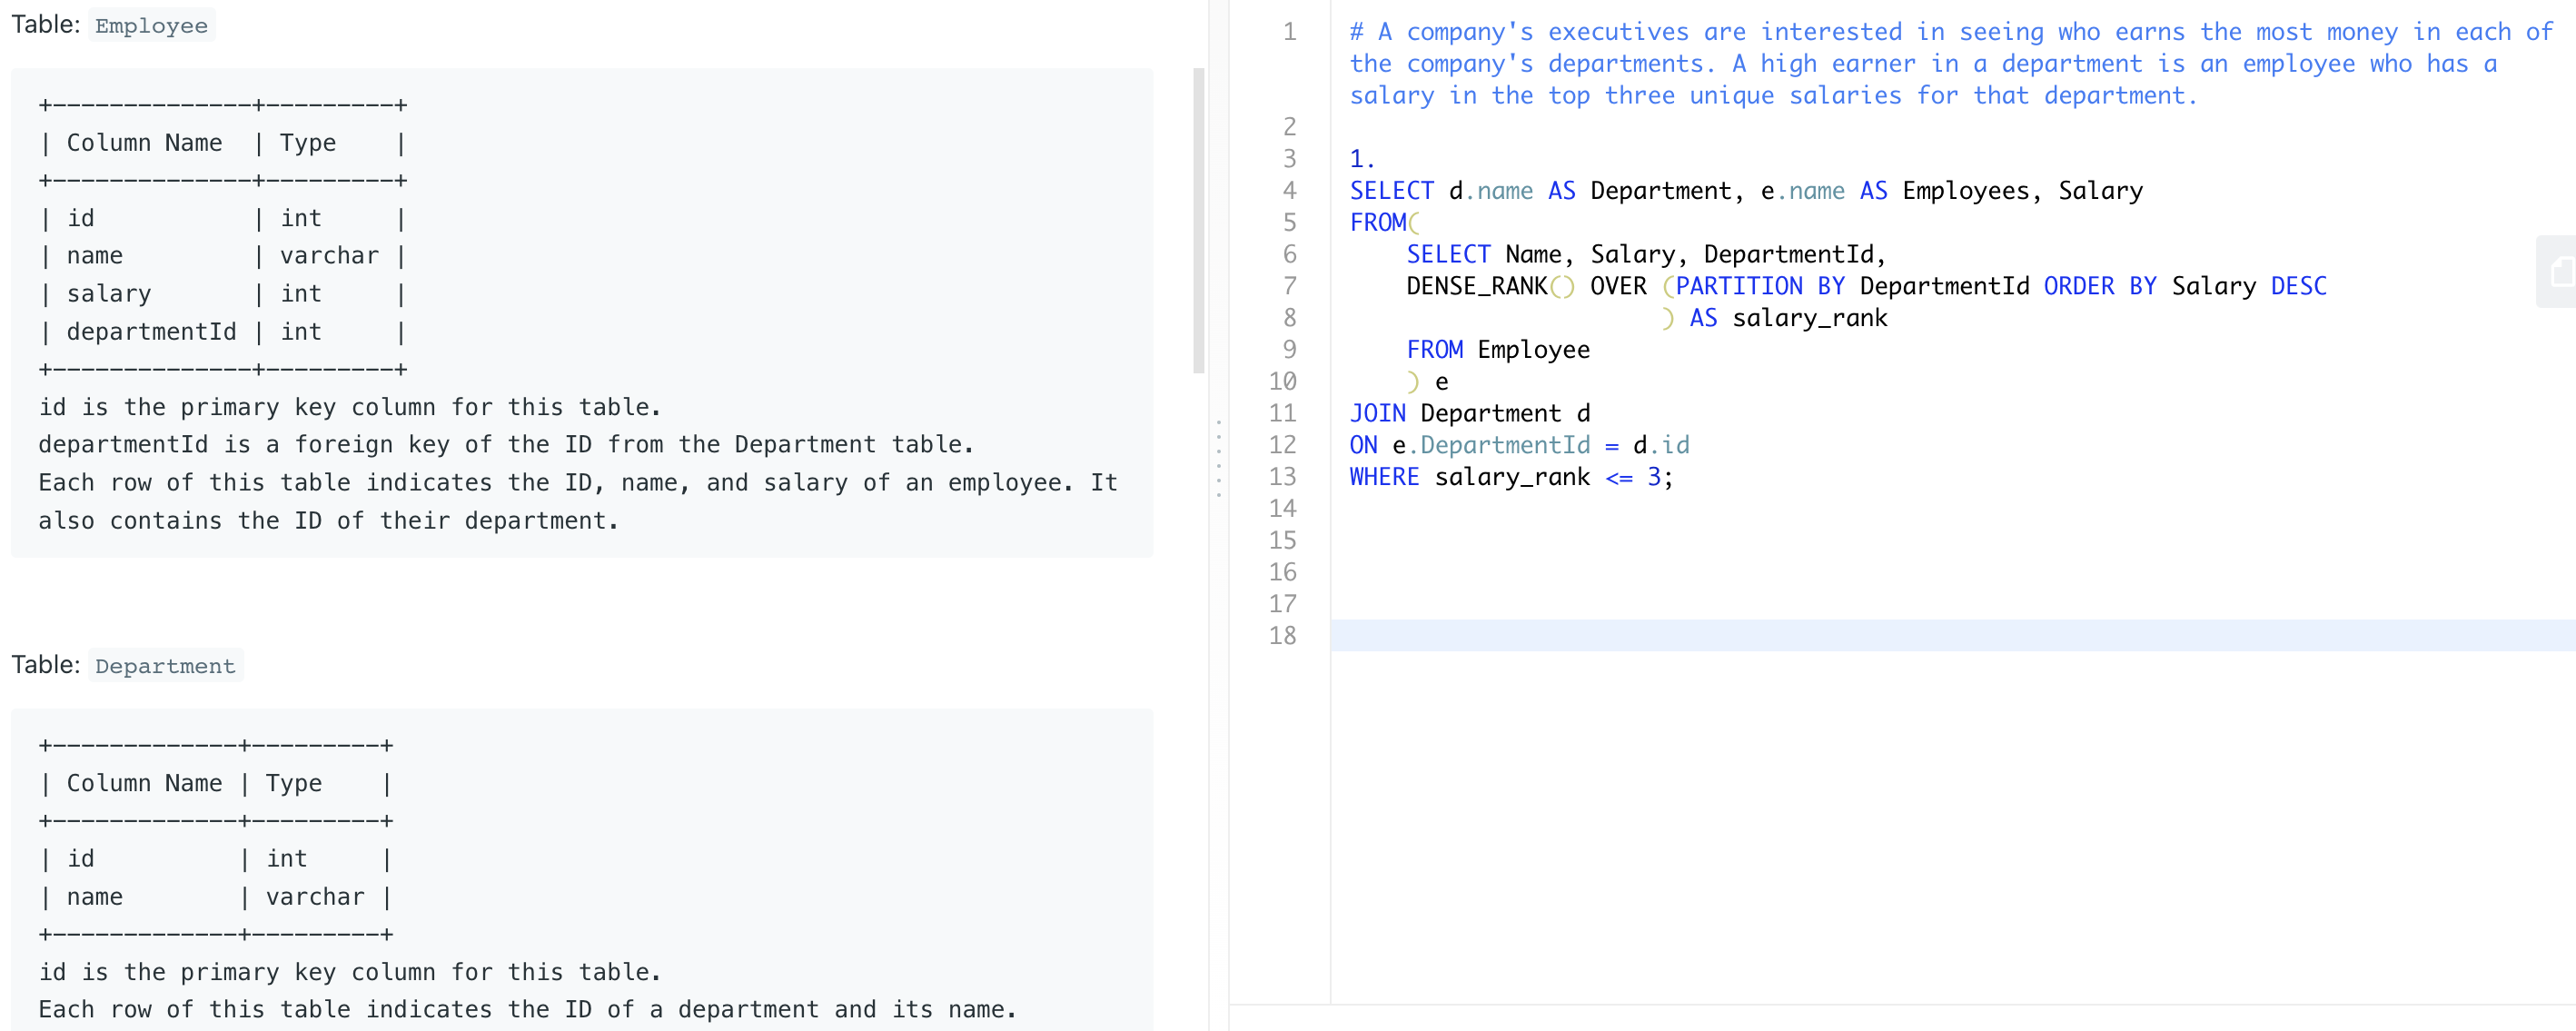 Table: Employee
+--------------+---------+
| Column Name  | Type    |
+--------------+---------+
| id           | int     |
| name         | varchar |
| salary       | int     |
| departmentId | int     |
+--------------+---------+
id is the primary key column for this table.
departmentId is a foreign key of the ID from the Department table.
Each row of this table indicates the ID, name, and salary of an employee. It
also contains the ID of their department.
Table: Department
+-------------+---------+
| Column Name | Type    |
+-------------+---------+
| id          | int     |
| name        | varchar |
+-------------+---------+
id is the primary key column for this table.
Each row of this table indicates the ID of a department and its name.
1 # A company's executives are interested in seeing who earns the most money in each of
the company's departments. A high earner in a department is an employee who has a
salary in the top three unique salaries for that department.
2
3 1.
4 SELECT d.name AS Department, e.name AS Employees, Salary
5 FROM(
6     SELECT Name, Salary, DepartmentId,
7     DENSE_RANK() OVER (PARTITION BY DepartmentId ORDER BY Salary DESC
8                       ) AS salary_rank
9     FROM Employee
10     ) e
11 JOIN Department d
12 ON e.DepartmentId = d.id
13 WHERE salary_rank <= 3;
14
15
16
17
18